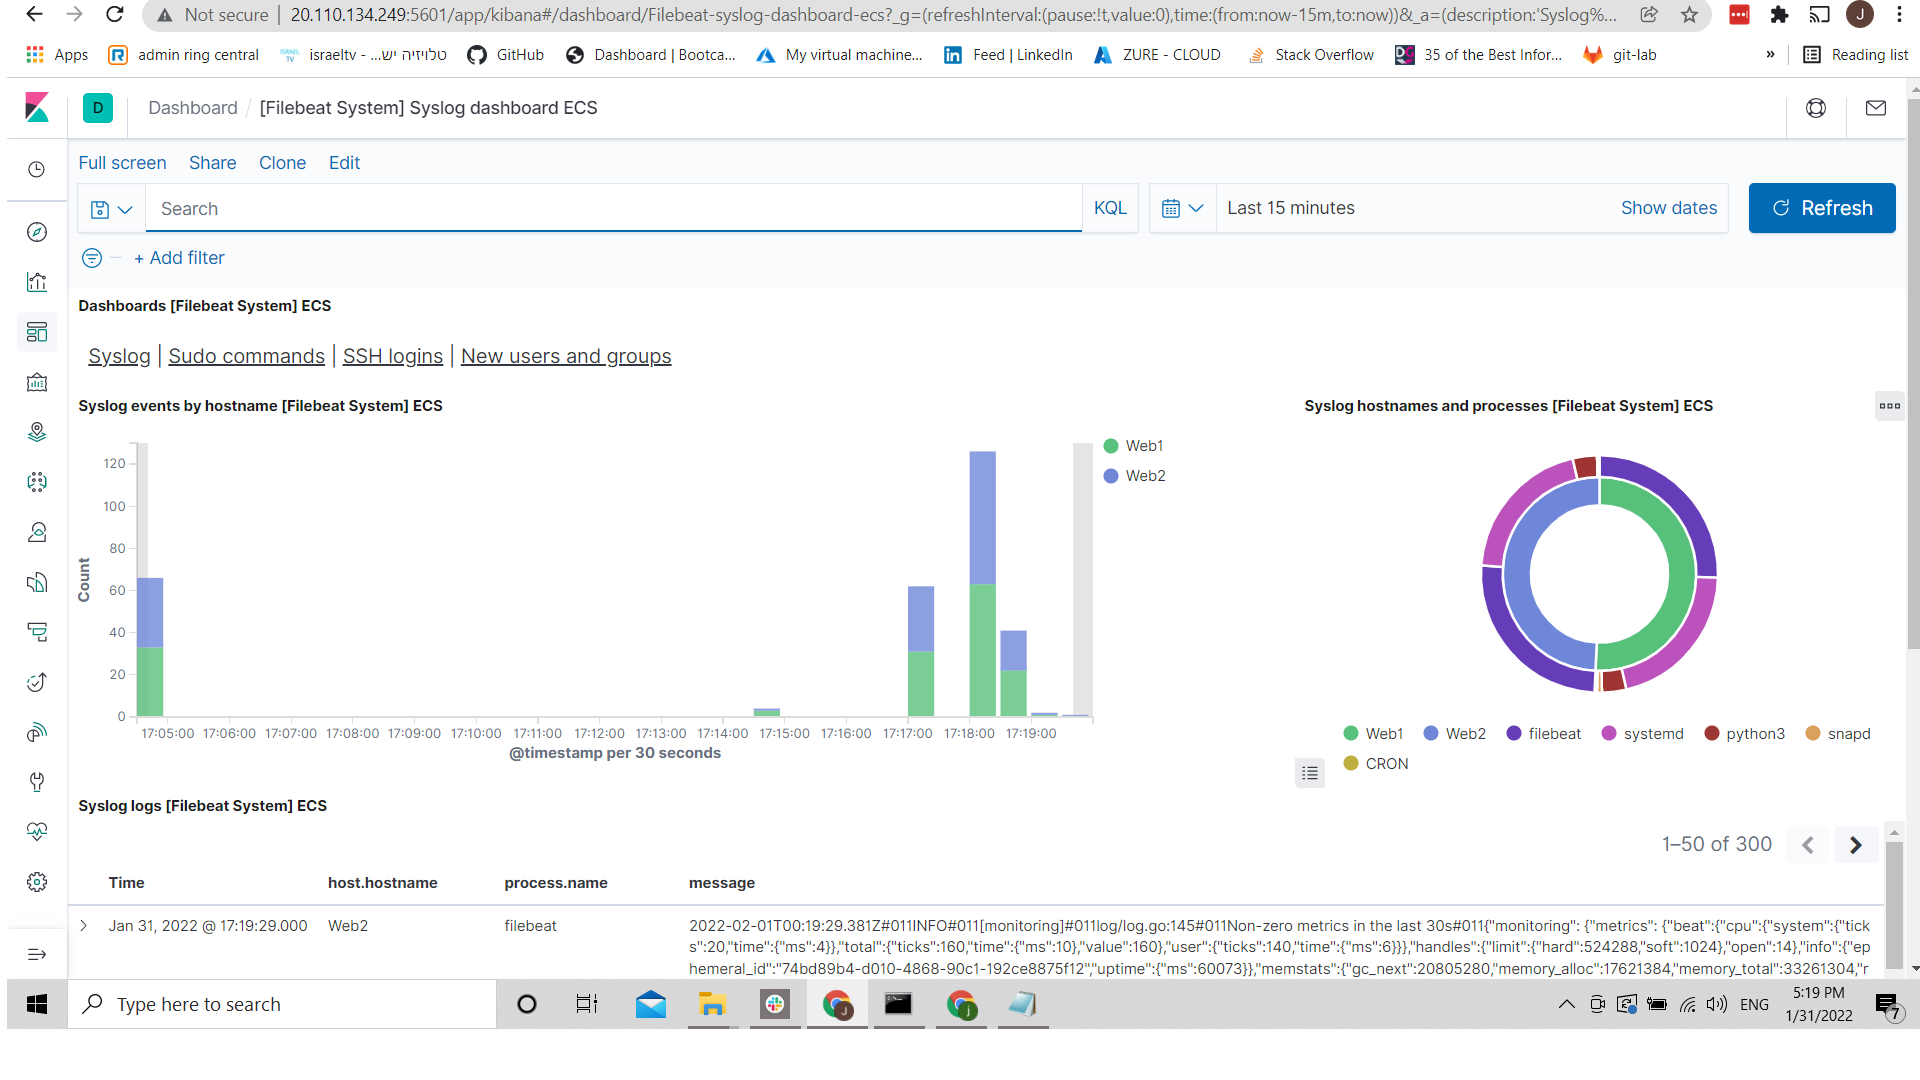 Not secure | 20.110.134.249:5601/app/kibana#/dashboard/Filebeat-syslog-dashboard-ecs?_g=(refreshInterval:(pause:!t,value:0),time:(from:now-15m,to:now))&_a=(description:'Syslog%...
Apps admin ring central israeltv - ...טלויזיה יש GitHub Dashboard | Bootca... My virtual machine... Feed | LinkedIn ZURE - CLOUD Stack Overflow 35 of the Best Infor... git-lab » Reading list
D Dashboard / [Filebeat System] Syslog dashboard ECS
Full screen Share Clone Edit
Search KQL Last 15 minutes Show dates Refresh
+ Add filter
Dashboards [Filebeat System] ECS
Syslog | Sudo commands | SSH logins | New users and groups
Syslog events by hostname [Filebeat System] ECS
120
100
80
60
40
20
0
Count
17:05:00 17:06:00 17:07:00 17:08:00 17:09:00 17:10:00 17:11:00 17:12:00 17:13:00 17:14:00 17:15:00 17:16:00 17:17:00 17:18:00 17:19:00
@timestamp per 30 seconds
Web1
Web2
Syslog hostnames and processes [Filebeat System] ECS
Web1 Web2 filebeat systemd python3 snapd
CRON
Syslog logs [Filebeat System] ECS
1–50 of 300
Time host.hostname process.name message
Jan 31, 2022 @ 17:19:29.000 Web2 filebeat 2022-02-01T00:19:29.381Z#011INFO#011[monitoring]#011log/log.go:145#011Non-zero metrics in the last 30s#011{"monitoring": {"metrics": {"beat":{"cpu":{"system":{"tick
s":20,"time":{"ms":4}},"total":{"ticks":160,"time":{"ms":10},"value":160},"user":{"ticks":140,"time":{"ms":6}}},"handles":{"limit":{"hard":524288,"soft":1024},"open":14},"info":{"ep
hemeral_id":"74bd89b4-d010-4868-90c1-192ce8875f12","uptime":{"ms":60073}},"memstats":{"gc_next":20805280,"memory_alloc":17621384,"memory_total":33261304,"r
Type here to search ENG 5:19 PM
1/31/2022 7